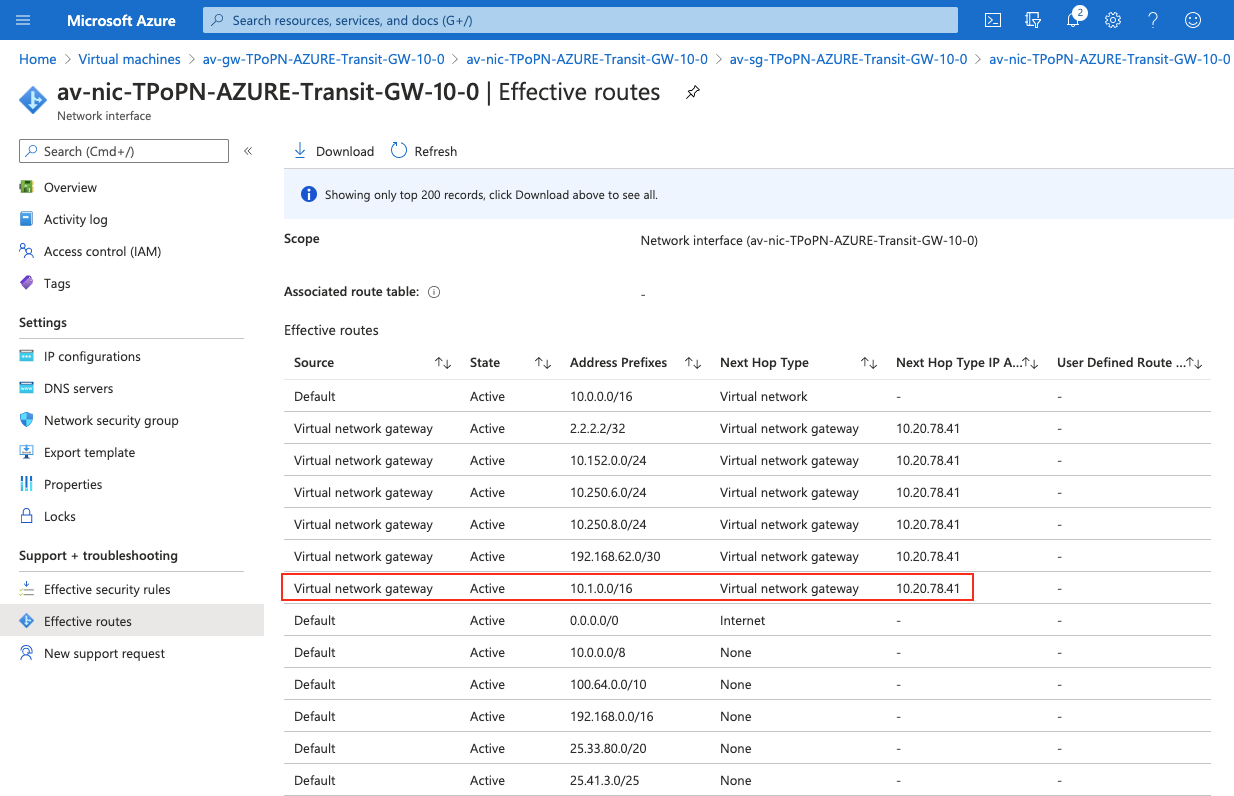 Microsoft Azure
Search resources, services, and docs (G+/)
2
Home > Virtual machines > av-gw-TPoPN-AZURE-Transit-GW-10-0 > av-nic-TPoPN-AZURE-Transit-GW-10-0 > av-sg-TPoPN-AZURE-Transit-GW-10-0 > av-nic-TPoPN-AZURE-Transit-GW-10-0
av-nic-TPoPN-AZURE-Transit-GW-10-0 | Effective routes
Network interface
Search (Cmd+/)
«
Overview
Activity log
Access control (IAM)
Tags
Settings
IP configurations
DNS servers
Network security group
Export template
Properties
Locks
Support + troubleshooting
Effective security rules
Effective routes
New support request
Download Refresh
Showing only top 200 records, click Download above to see all.
Scope Network interface (av-nic-TPoPN-AZURE-Transit-GW-10-0)
Associated route table: -
Effective routes
Source State Address Prefixes Next Hop Type Next Hop Type IP A... User Defined Route ...
Default Active 10.0.0.0/16 Virtual network - -
Virtual network gateway Active 2.2.2.2/32 Virtual network gateway 10.20.78.41 -
Virtual network gateway Active 10.152.0.0/24 Virtual network gateway 10.20.78.41 -
Virtual network gateway Active 10.250.6.0/24 Virtual network gateway 10.20.78.41 -
Virtual network gateway Active 10.250.8.0/24 Virtual network gateway 10.20.78.41 -
Virtual network gateway Active 192.168.62.0/30 Virtual network gateway 10.20.78.41 -
Virtual network gateway Active 10.1.0.0/16 Virtual network gateway 10.20.78.41 -
Default Active 0.0.0.0/0 Internet - -
Default Active 10.0.0.0/8 None - -
Default Active 100.64.0.0/10 None - -
Default Active 192.168.0.0/16 None - -
Default Active 25.33.80.0/20 None - -
Default Active 25.41.3.0/25 None - -